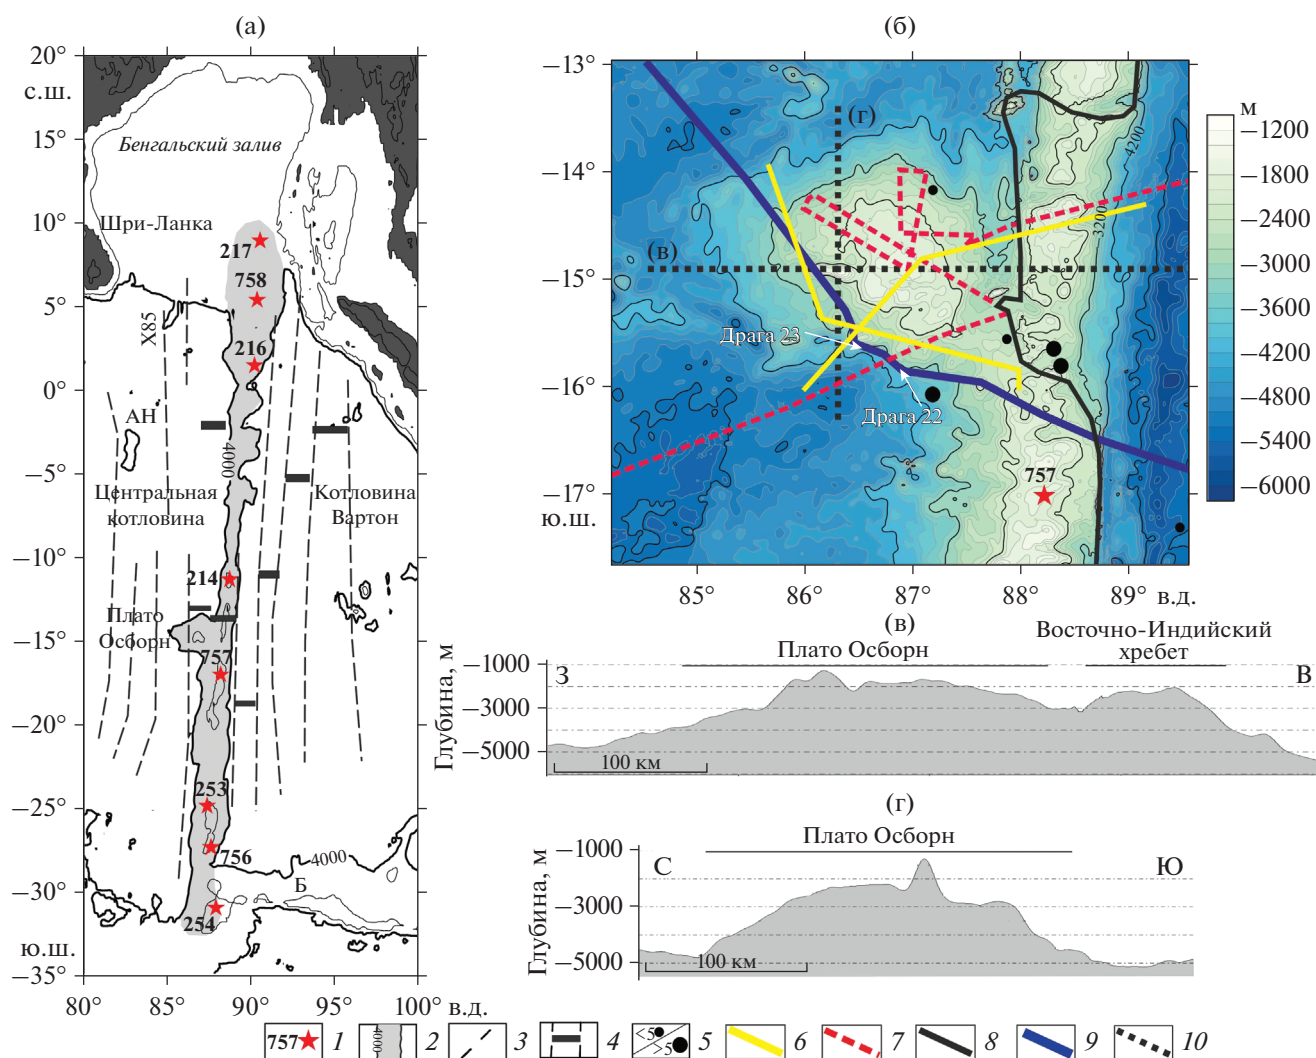 (а)
20°
с.ш.
15°
10°
5°
0°
−5°
−10°
−15°
−20°
−25°
−30°
ю.ш.
−35°
80°
85°
90°
95°
100°
в.д.
Бенгальский залив
Шри-Ланка
217
758
216
Х85
АН
4000
Центральная
котловина
Котловина
Вартон
214
Плато
Осборн
757
253
756
4000
Б
254
(б)
−13°
−14°
−15°
−16°
−17°
ю.ш.
85°
86°
87°
88°
89°
в.д.
(г)
(в)
4200
3200
Драга 23
Драга 22
757
м
−1200
−1800
−2400
−3000
−3600
−4200
−4800
−5400
−6000
(в)
Плато Осборн
Восточно-Индийский
хребет
Глубина, м
−1000
−3000
−5000
З
В
100 км
(г)
Плато Осборн
Глубина, м
−1000
−3000
−5000
С
Ю
100 км
757
1
4000
2
3
4
<5
>5
5
6
7
8
9
10